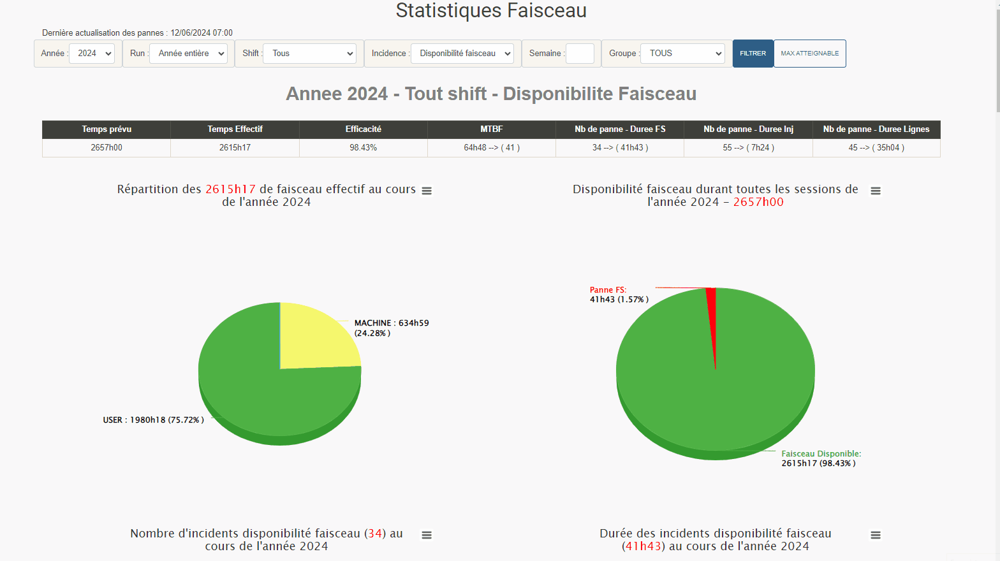 Statistiques Faisceau
Dernière actualisation des pannes : 12/06/2024 07:00
Année : 2024 Run : Année entière Shift : Tous Incidence : Disponibilité faisceau Semaine : Groupe : TOUS FILTRER MAX ATTEIGNABLE
Annee 2024 - Tout shift - Disponibilite Faisceau
Temps prévu Temps Effectif Efficacité MTBF Nb de panne - Duree FS Nb de panne - Duree Inj Nb de panne - Duree Lignes
2657h00 2615h17 98.43% 64h48 --> ( 41 ) 34 --> ( 41h43 ) 55 --> ( 7h24 ) 45 --> ( 35h04 )
Répartition des 2615h17 de faisceau effectif au cours
de l'année 2024
MACHINE : 634h59
(24.28% )
USER : 1980h18 (75.72% )
Disponibilité faisceau durant toutes les sessions de
l'année 2024 - 2657h00
Panne FS:
41h43 (1.57% )
Faisceau Disponible:
2615h17 (98.43% )
Nombre d'incidents disponibilité faisceau (34) au
cours de l'année 2024
Durée des incidents disponibilité faisceau
(41h43) au cours de l'année 2024